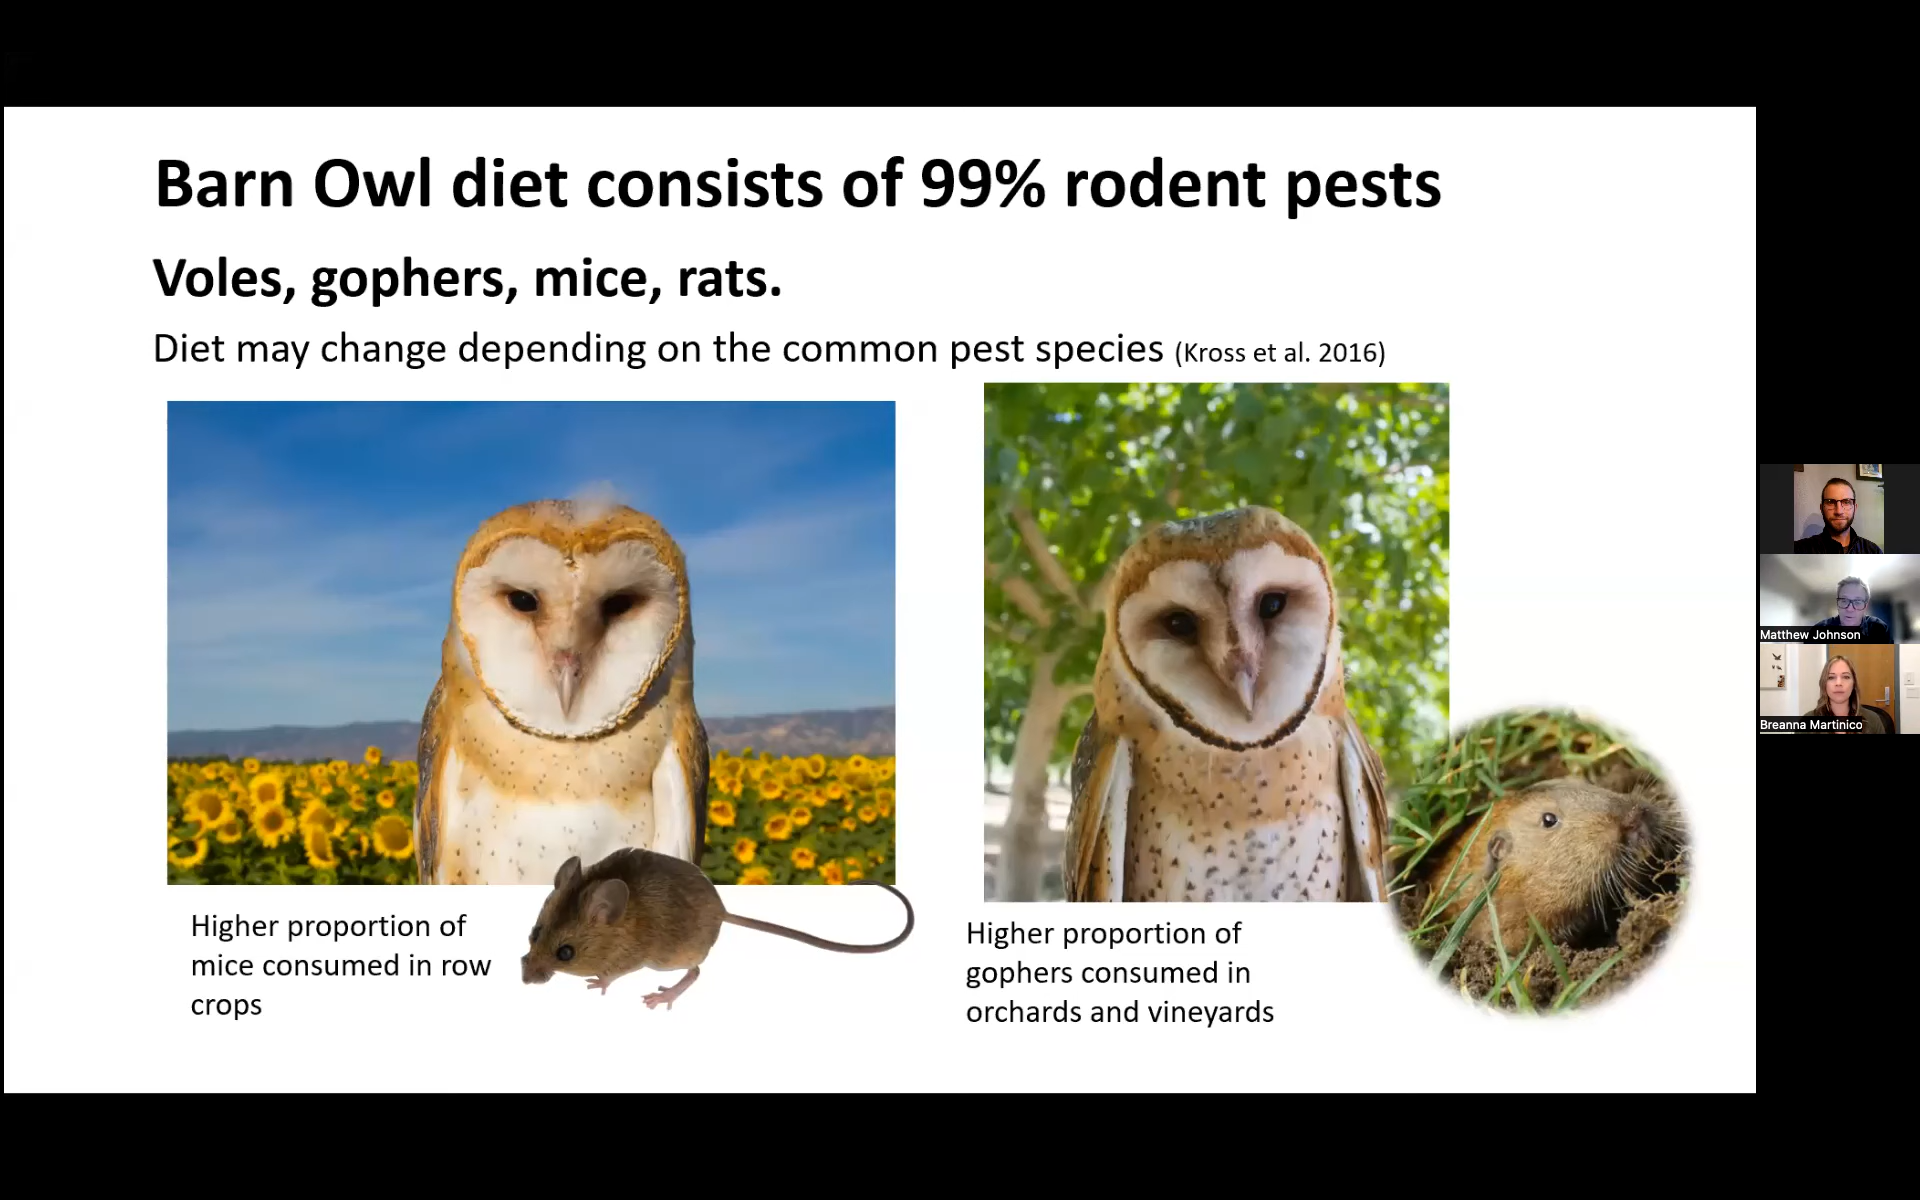 Barn Owl diet consists of 99% rodent pests
Voles, gophers, mice, rats.
Diet may change depending on the common pest species (Kross et al. 2016)
Higher proportion of
mice consumed in row
crops
Higher proportion of
gophers consumed in
orchards and vineyards
Matthew Johnson
Breanna Martinico